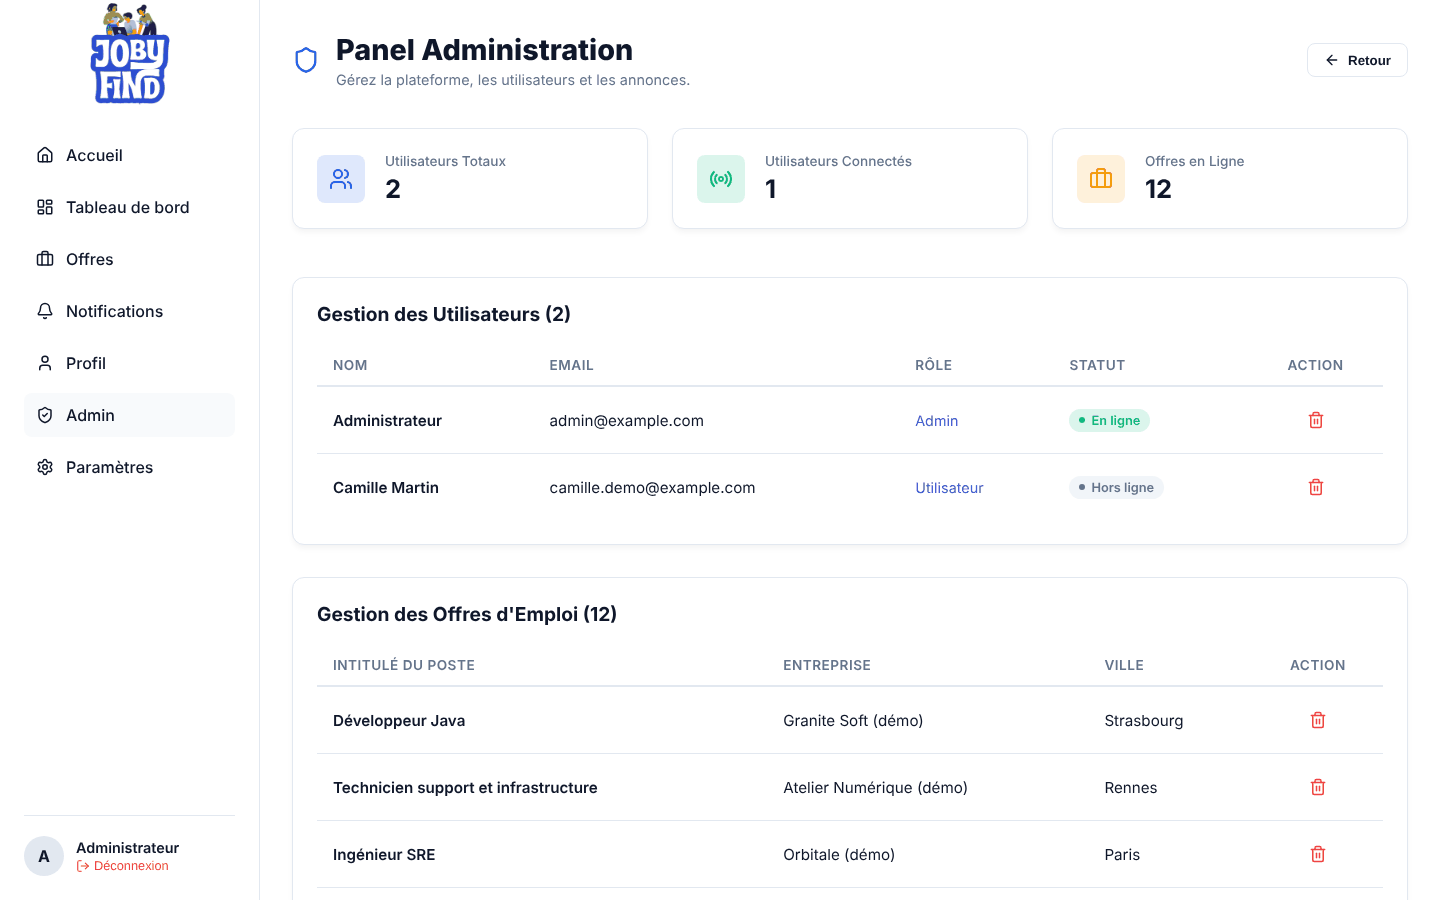 JOBY
FIND
Accueil
Tableau de bord
Offres
Notifications
Profil
Admin
Paramètres
A
Administrateur
Déconnexion
Panel Administration
Gérez la plateforme, les utilisateurs et les annonces.
Retour
Utilisateurs Totaux
2
Utilisateurs Connectés
1
Offres en Ligne
12
Gestion des Utilisateurs (2)
NOM EMAIL RÔLE STATUT ACTION
Administrateur admin@example.com Admin En ligne
Camille Martin camille.demo@example.com Utilisateur Hors ligne
Gestion des Offres d'Emploi (12)
INTITULÉ DU POSTE ENTREPRISE VILLE ACTION
Développeur Java Granite Soft (démo) Strasbourg
Technicien support et infrastructure Atelier Numérique (démo) Rennes
Ingénieur SRE Orbitale (démo) Paris